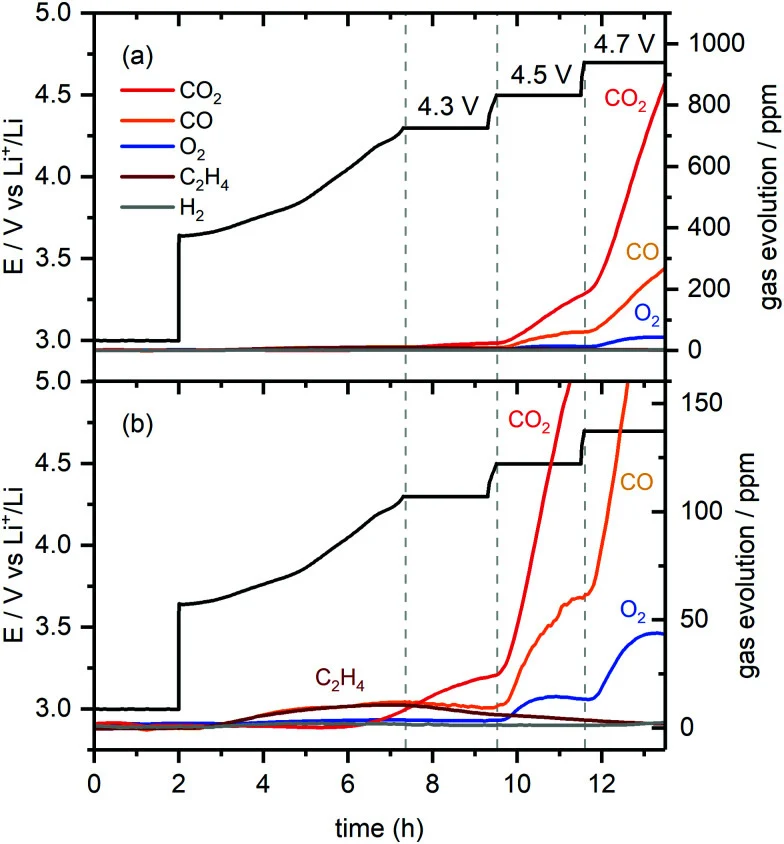 (a)
CO₂
CO
O₂
C₂H₄
H₂
4.3 V
4.5 V
4.7 V
CO₂
CO
O₂
5.0
4.5
4.0
3.5
3.0
E / V vs Li⁺/Li
1000
800
600
400
200
0
gas evolution / ppm
(b)
CO₂
CO
O₂
C₂H₄
5.0
4.5
4.0
3.5
3.0
E / V vs Li⁺/Li
150
100
50
0
gas evolution / ppm
0 2 4 6 8 10 12
time (h)